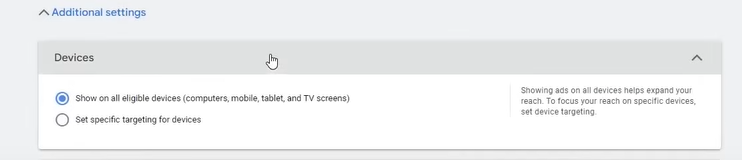 Additional settings
Devices
Show on all eligible devices (computers, mobile, tablet, and TV screens)
Set specific targeting for devices
Showing ads on all devices helps expand your
reach. To focus your reach on specific devices,
set device targeting.